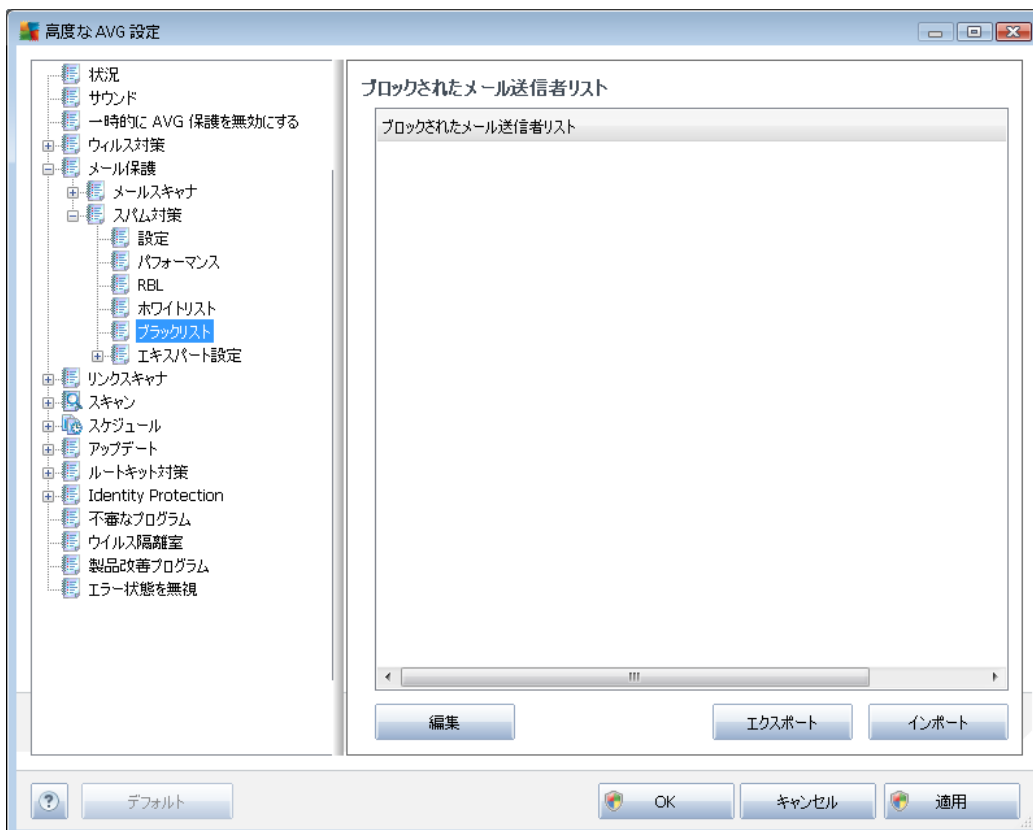 高度な AVG 設定
状況
サウンド
一時的に AVG 保護を無効にする
ウィルス対策
メール保護
メールスキャナ
スパム対策
設定
パフォーマンス
RBL
ホワイトリスト
ブラックリスト
エキスパート設定
リンクスキャナ
スキャン
スケジュール
アップデート
ルートキット対策
Identity Protection
不審なプログラム
ウイルス隔離室
製品改善プログラム
エラー状態を無視
ブロックされたメール送信者リスト
ブロックされたメール送信者リスト
編集
エクスポート
インポート
?
デフォルト
OK
キャンセル
適用